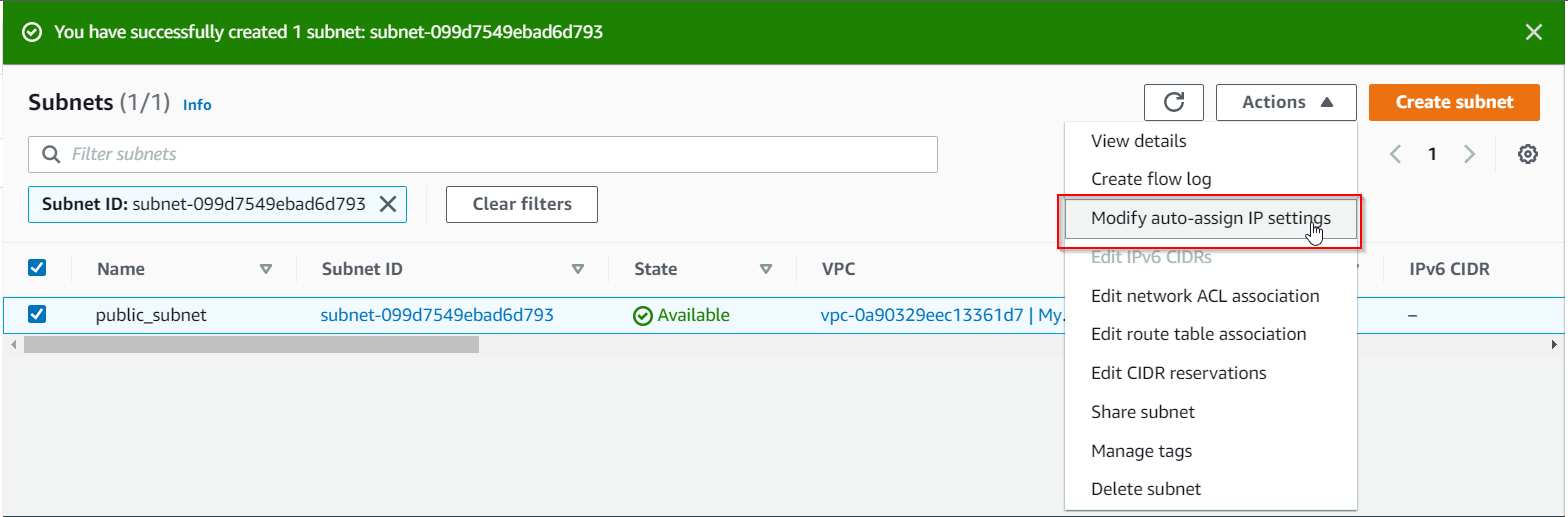 You have successfully created 1 subnet: subnet-099d7549ebad6d793
Subnets (1/1) Info
Actions
Create subnet
Filter subnets
1
Subnet ID: subnet-099d7549ebad6d793
Clear filters
View details
Create flow log
Modify auto-assign IP settings
Edit IPv6 CIDRs
Edit network ACL association
Edit route table association
Edit CIDR reservations
Share subnet
Manage tags
Delete subnet
Name Subnet ID State VPC IPv6 CIDR
public_subnet subnet-099d7549ebad6d793 Available vpc-0a90329eec13361d7 | My. –